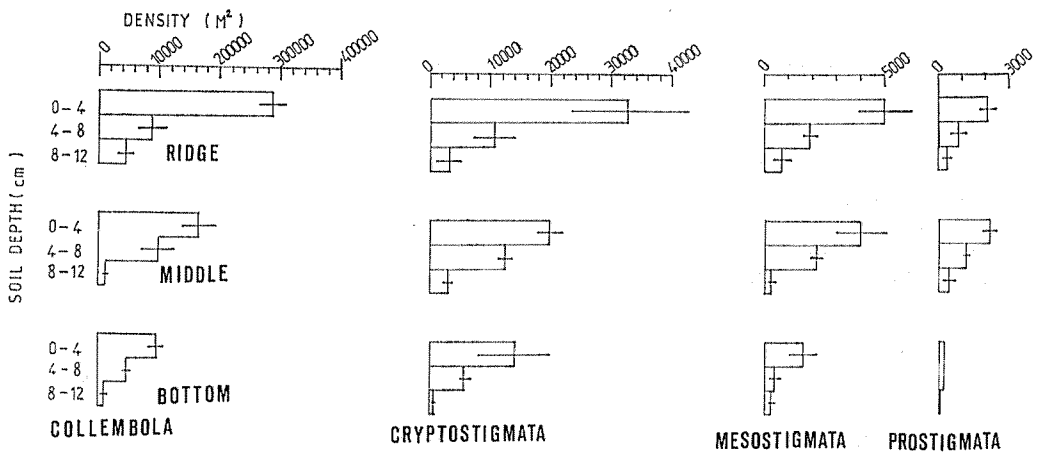 DENSITY (M²)
0 10000 200000 300000 400000
0 10000 20000 30000 40000
0 5000
0 3000
SOIL DEPTH (cm)
0-4
4-8
8-12
RIDGE
0-4
4-8
8-12
MIDDLE
0-4
4-8
8-12
BOTTOM
COLLEMBOLA
CRYPTOSTIGMATA
MESOSTIGMATA
PROSTIGMATA